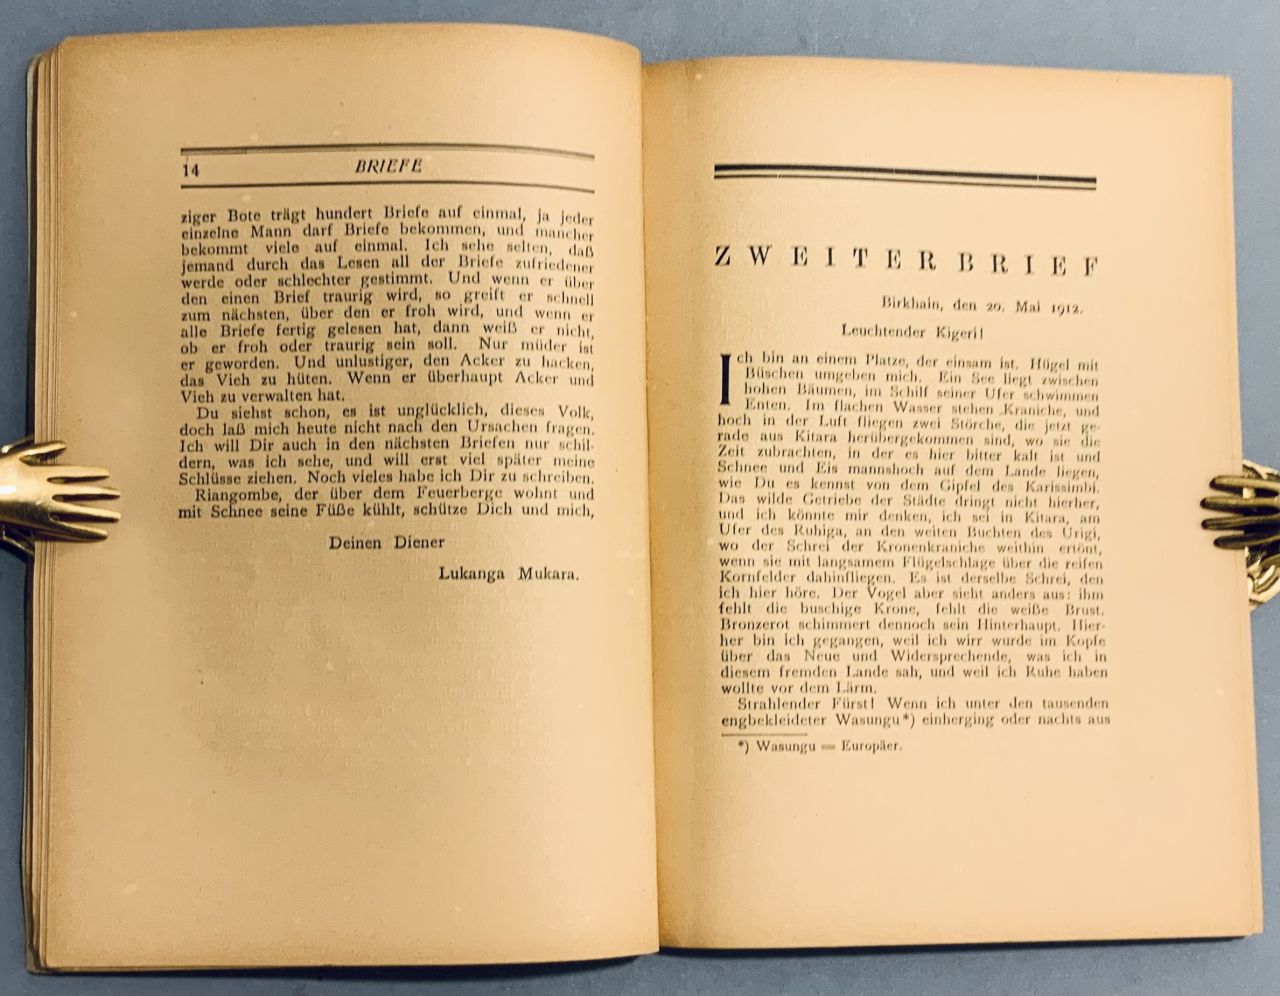 14
BRIEFE
ziger Bote trägt hundert Briefe auf einmal, ja jeder
einzelne Mann darf Briefe bekommen, und mancher
bekommt viele auf einmal. Ich sehe selten, daß
jemand durch das Lesen all der Briefe zufriedener
werde oder schlechter gestimmt. Und wenn er über
den einen Brief traurig wird, so greift er schnell
zum nächsten, über den er froh wird, und wenn er
alle Briefe fertig gelesen hat, dann weiß er nicht,
ob er froh oder traurig sein soll. Nur müder ist
er geworden. Und unlustiger, den Acker zu hacken,
das Vieh zu hüten. Wenn er überhaupt Acker und
Vieh zu verwalten hat.
Du siehst schon, es ist unglücklich, dieses Volk,
doch laß mich heute nicht nach den Ursachen fragen.
Ich will Dir auch in den nächsten Briefen nur schil-
dern, was ich sehe, und will erst viel später meine
Schlüsse ziehen. Noch vieles habe ich Dir zu schreiben.
Riangombe, der über dem Feuerberge wohnt und
mit Schnee seine Füße kühlt, schütze Dich und mich,
Deinen Diener
Lukanga Mukara.
ZWEITER BRIEF
Birkhain, den 20. Mai 1912.
Leuchtender Kigeri!
Ich bin an einem Platze, der einsam ist. Hügel mit
Büschen umgeben mich. Ein See liegt zwischen
hohen Bäumen, im Schilf seiner Ufer schwimmen
Enten. Im flachen Wasser stehen Kraniche, und
hoch in der Luft fliegen zwei Störche, die jetzt ge-
rade aus Kitara herübergekommen sind, wo sie die
Zeit zubrachten, in der es hier bitter kalt ist und
Schnee und Eis mannshoch auf dem Lande liegen,
wie Du es kennst von dem Gipfel des Karissimbi.
Das wilde Getriebe der Städte dringt nicht hierher,
und ich könnte mir denken, ich sei in Kitara, am
Ufer des Ruhiga, an den weiten Buchten des Urigi,
wo der Schrei der Kronenkraniche weithin ertönt,
wenn sie mit langsamem Flügelschlage über die reifen
Kornfelder dahinfliegen. Es ist derselbe Schrei, den
ich hier höre. Der Vogel aber sieht anders aus: ihm
fehlt die buschige Krone, fehlt die weiße Brust.
Bronzerot schimmert dennoch sein Hinterhaupt. Hier-
her bin ich gegangen, weil ich wirr wurde im Kopfe
über das Neue und Widersprechende, was ich in
diesem fremden Lande sah, und weil ich Ruhe haben
wollte vor dem Lärm.
Strahlender Fürst! Wenn ich unter den tausenden
engbekleideter Wasungu*) einherging oder nachts aus
*) Wasungu = Europäer.